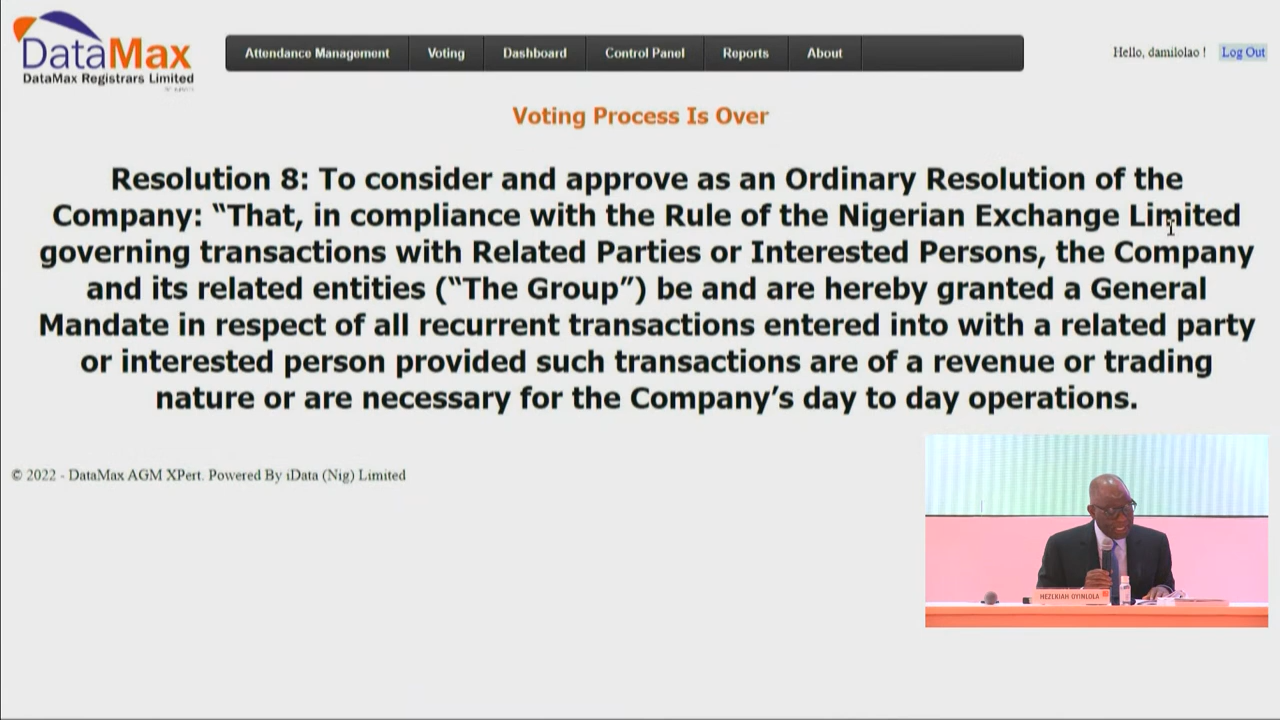 DataMax
DataMax Registrars Limited
Attendance Management
Voting
Dashboard
Control Panel
Reports
About
Hello, damilolao !
Log Out
Voting Process Is Over
Resolution 8: To consider and approve as an Ordinary Resolution of the
Company: “That, in compliance with the Rule of the Nigerian Exchange Limited
governing transactions with Related Parties or Interested Persons, the Company
and its related entities (“The Group”) be and are hereby granted a General
Mandate in respect of all recurrent transactions entered into with a related party
or interested person provided such transactions are of a revenue or trading
nature or are necessary for the Company’s day to day operations.
© 2022 - DataMax AGM XPert. Powered By iData (Nig) Limited
HEZEKIAH OYINLOLA